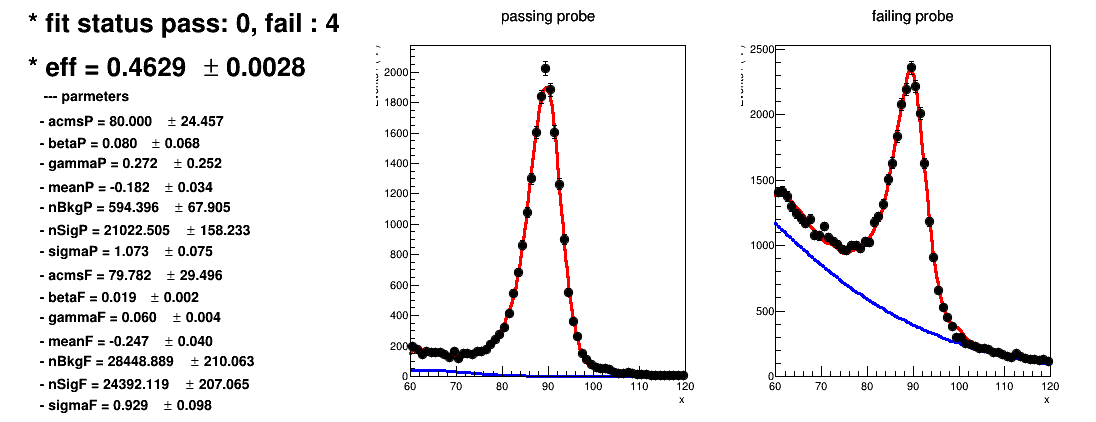 * fit status pass: 0, fail : 4
* eff = 0.4629 ± 0.0028
--- parmeters
- acmsP = 80.000 ± 24.457
- betaP = 0.080 ± 0.068
- gammaP = 0.272 ± 0.252
- meanP = -0.182 ± 0.034
- nBkgP = 594.396 ± 67.905
- nSigP = 21022.505 ± 158.233
- sigmaP = 1.073 ± 0.075
- acmsF = 79.782 ± 29.496
- betaF = 0.019 ± 0.002
- gammaF = 0.060 ± 0.004
- meanF = -0.247 ± 0.040
- nBkgF = 28448.889 ± 210.063
- nSigF = 24392.119 ± 207.065
- sigmaF = 0.929 ± 0.098
passing probe
2000
1800
1600
1400
1200
1000
800
600
400
200
0
60 70 80 90 100 110 120
x
failing probe
2500
2000
1500
1000
500
0
60 70 80 90 100 110 120
x